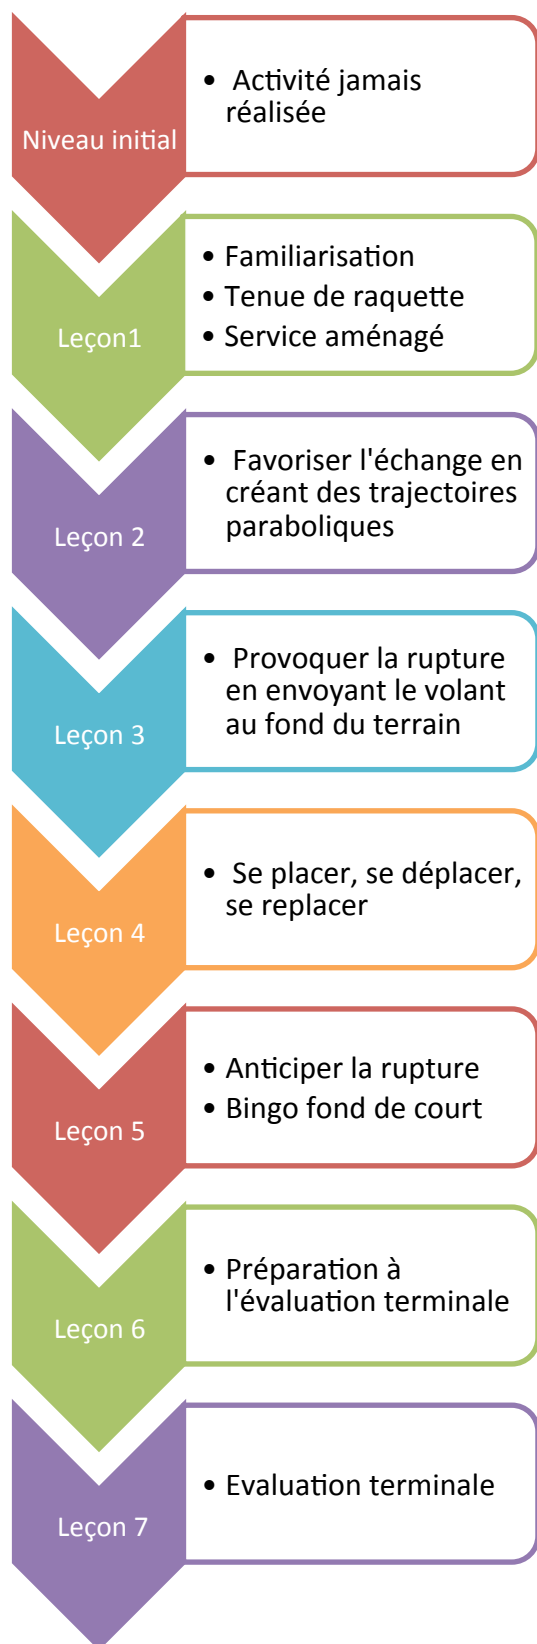 Niveau initial
• Activité jamais
réalisée
Leçon1
• Familiarisation
• Tenue de raquette
• Service aménagé
Leçon 2
• Favoriser l'échange en
créant des trajectoires
paraboliques
Leçon 3
• Provoquer la rupture
en envoyant le volant
au fond du terrain
Leçon 4
• Se placer, se déplacer,
se replacer
Leçon 5
• Anticiper la rupture
• Bingo fond de court
Leçon 6
• Préparation à
l'évaluation terminale
Leçon 7
• Evaluation terminale